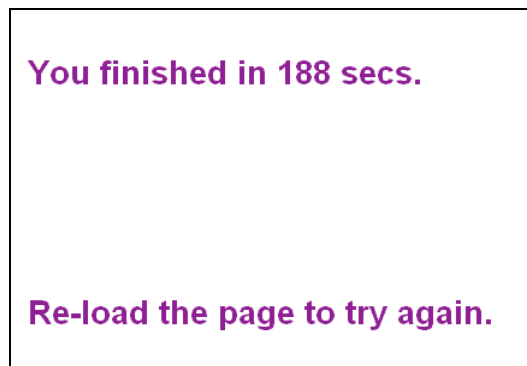 You finished in 188 secs.
Re-load the page to try again.